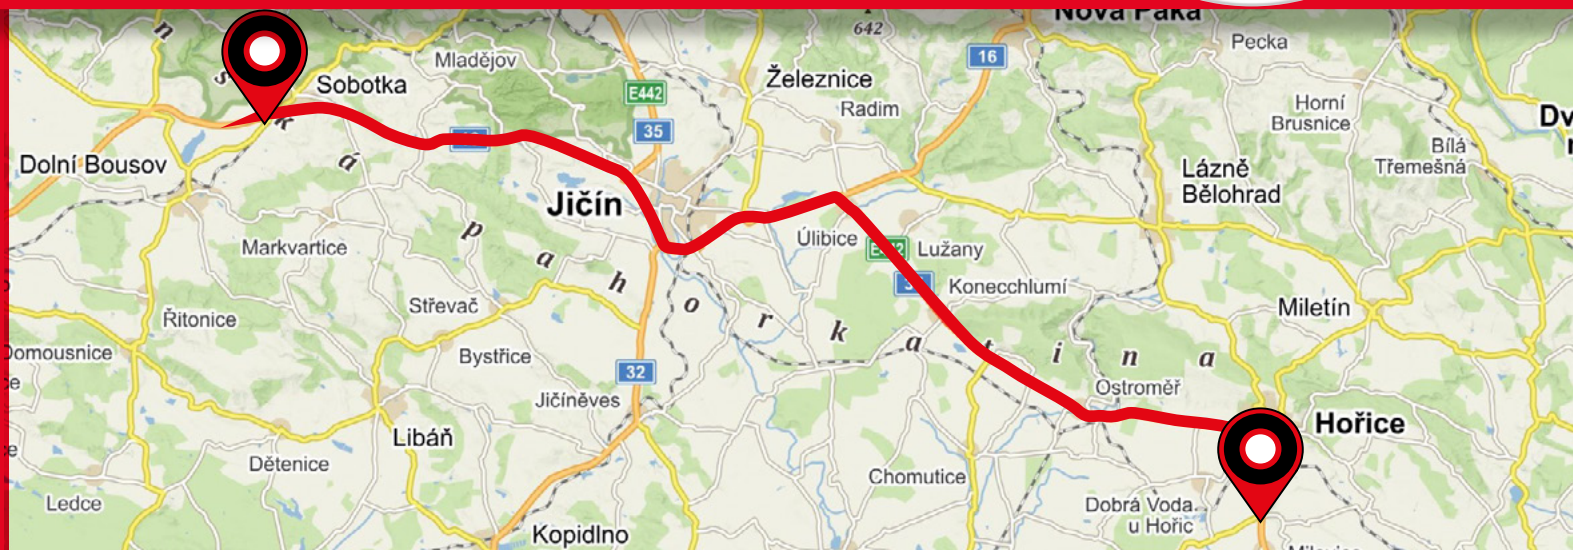 Nová Paka
642
Pecka
16
Mladějov
Sobotka
Železnice
E442
Radim
Horní
Brusnice
35
Bílá
Třemešná
Dolní Bousov
Lázně
Bělohrad
Jičín
Markvartice
Úlibice
Lužany
Konecchlumí
Střevač
Miletín
Řitonice
Domousnice
Bystřice
32
Ostroměř
Jičíněves
Hořice
Libáň
Dětenice
Chomutice
Ledce
Dobrá Voda
u Hořic
Kopidlno
p a h o r k a t i n a